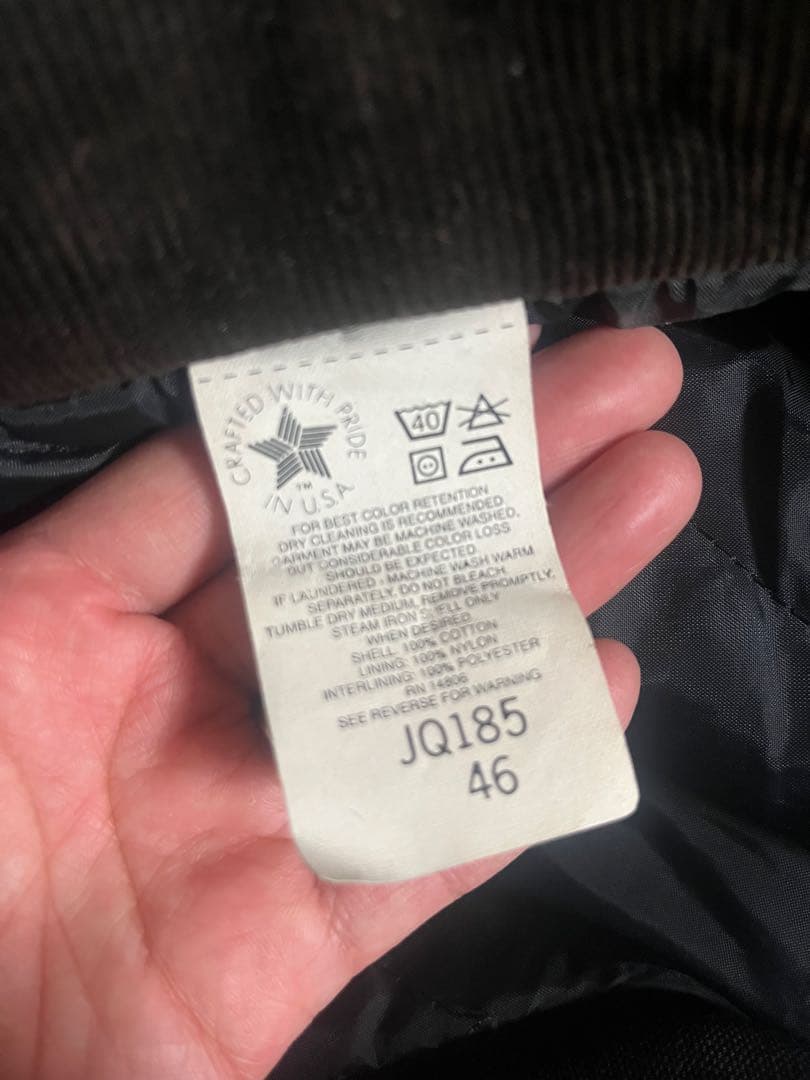 CRAFTED WITH PRIDE
TM
IN U.S.A
40
FOR BEST COLOR RETENTION
DRY CLEANING IS RECOMMENDED
GARMENT MAY BE MACHINE WASHED,
BUT CONSIDERABLE COLOR LOSS
SHOULD BE EXPECTED.
IF LAUNDERED - MACHINE WASH WARM
SEPARATELY. DO NOT BLEACH.
TUMBLE DRY MEDIUM, REMOVE PROMPTLY.
STEAM IRON SHELL ONLY
WHEN DESIRED
SHELL: 100% COTTON
LINING: 100% NYLON
INTERLINING: 100% POLYESTER
RN 14806
SEE REVERSE FOR WARNING
JQ185
46